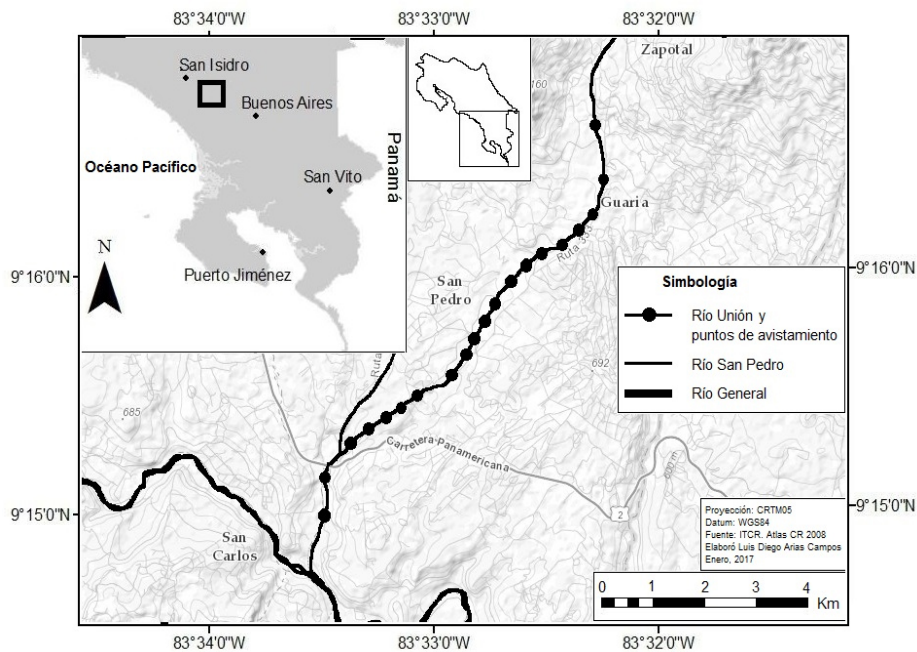 83°34'0"W
83°33'0"W
83°32'0"W
Zapotal
160
San Isidro
Buenos Aires
Panamá
Océano Pacífico
San Vito
Puerto Jiménez
N
Guaria
Ruta 333
9°16'0"N
9°16'0"N
San
Pedro
Simbología
Río Unión y
puntos de avistamiento
Río San Pedro
Río General
Ruta
692
685
Carretera-Panamericana
600 m
2
9°15'0"N
9°15'0"N
San
Carlos
Proyección: CRTM05
Datum: WGS84
Fuente: ITCR. Atlas CR 2008
Elaboró Luis Diego Arias Campos
Enero, 2017
0 1 2 3 4
Km
83°34'0"W
83°33'0"W
83°32'0"W